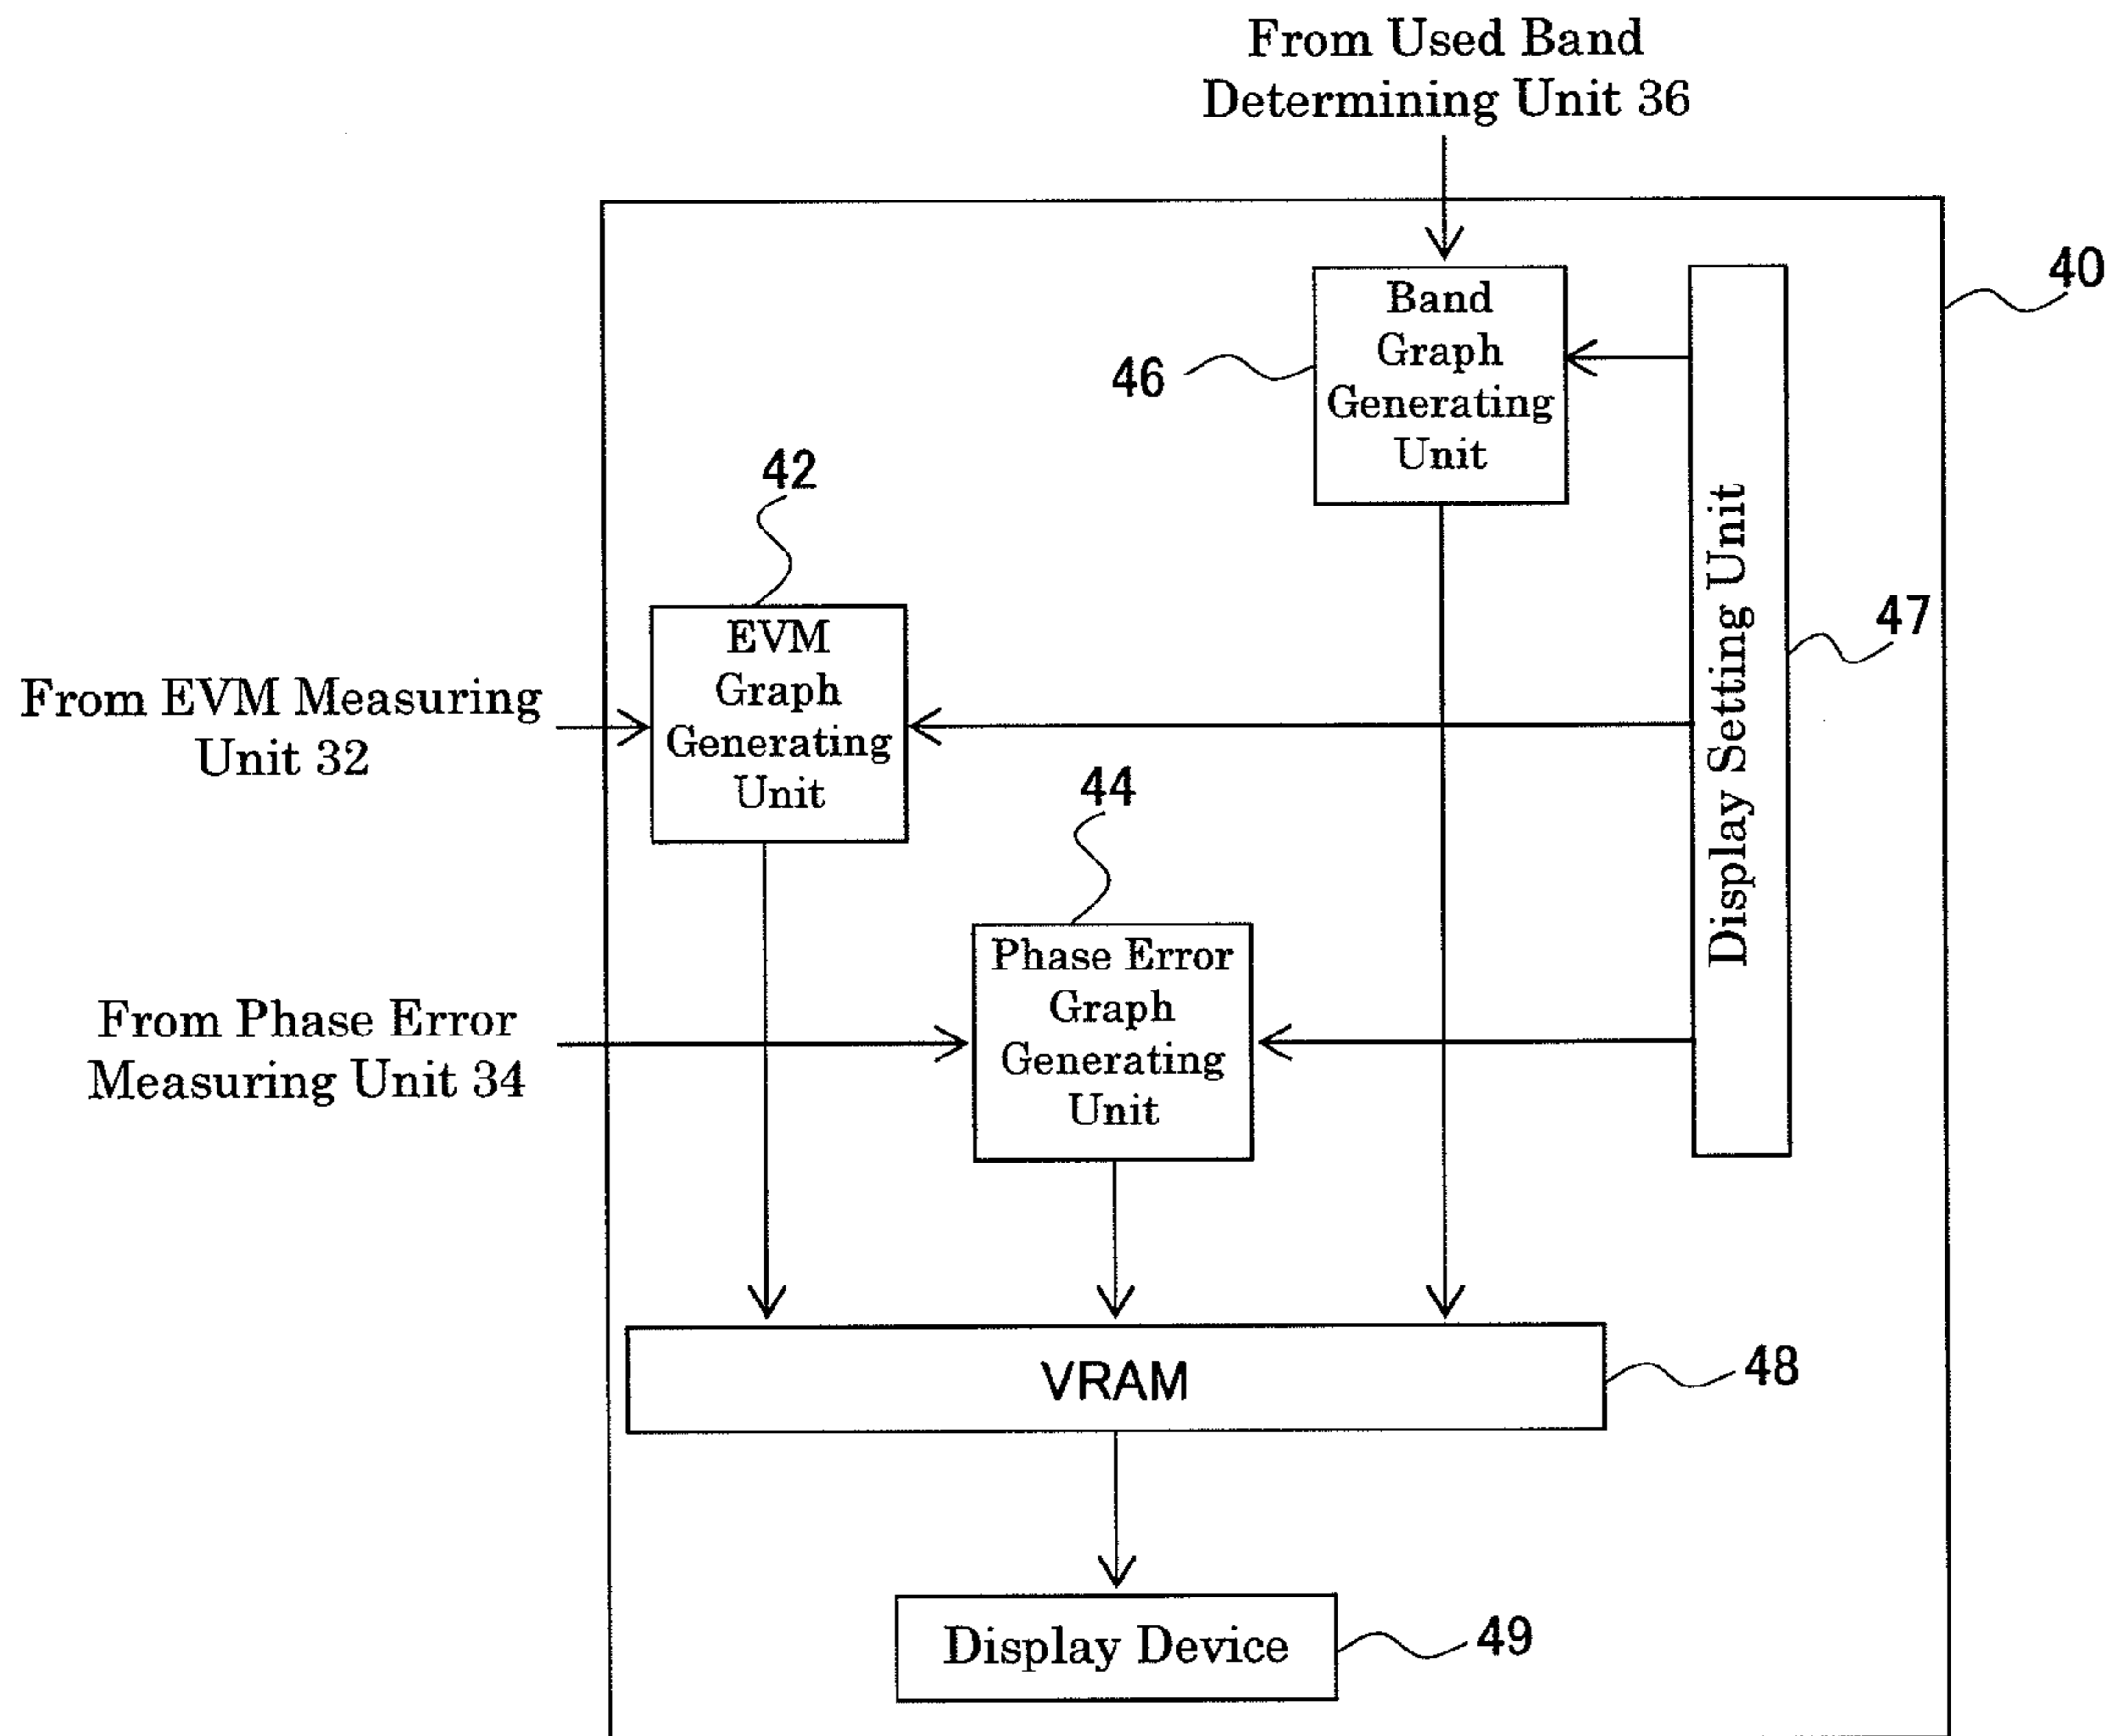 From Used Band
Determining Unit 36
40
Band
Graph
Generating
Unit
46
42
Display Setting Unit
47
EVM
Graph
Generating
Unit
From EVM Measuring
Unit 32
44
Phase Error
Graph
Generating
Unit
From Phase Error
Measuring Unit 34
VRAM
48
Display Device
49